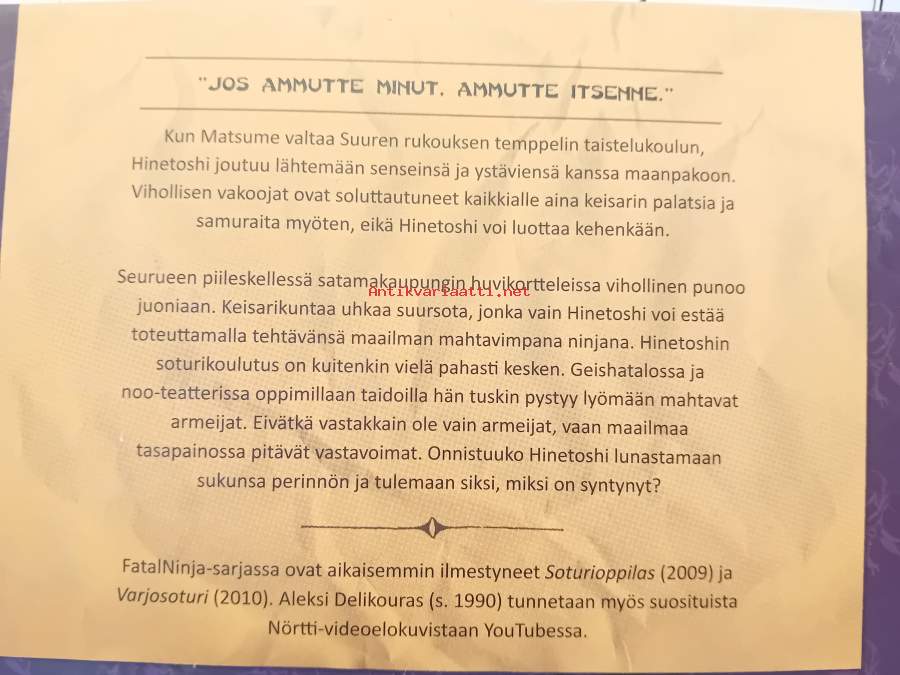 "JOS AMMUTTE MINUT, AMMUTTE ITSENNE."
Kun Matsume valtaa Suuren rukouksen temppelin taistelukoulun,
Hinetoshi joutuu lähtemään senseinsä ja ystäviensä kanssa maanpakoon.
Vihollisen vakoojat ovat soluttautuneet kaikkialle aina keisarin palatsia ja
samuraita myöten, eikä Hinetoshi voi luottaa kehenkään.
Seurueen piileskellessä satamakaupungin huvikortteleissa vihollinen punoo
Antikvariaatti.net
juoniaan. Keisarikuntaa uhkaa suursota, jonka vain Hinetoshi voi estää
toteuttamalla tehtävänsä maailman mahtavimpana ninjana. Hinetoshin
soturikoulutus on kuitenkin vielä pahasti kesken. Geishatalossa ja
noo-teatterissa oppimillaan taidoilla hän tuskin pystyy lyömään mahtavat
armeijat. Eivätkä vastakkain ole vain armeijat, vaan maailmaa
tasapainossa pitävät vastavoimat. Onnistuuko Hinetoshi lunastamaan
sukunsa perinnön ja tulemaan siksi, miksi on syntynyt?
FatalNinja-sarjassa ovat aikaisemmin ilmestyneet Soturioppilas (2009) ja
Varjosoturi (2010). Aleksi Delikouras (s. 1990) tunnetaan myös suosituista
Nörtti-videoelokuvistaan YouTubessa.